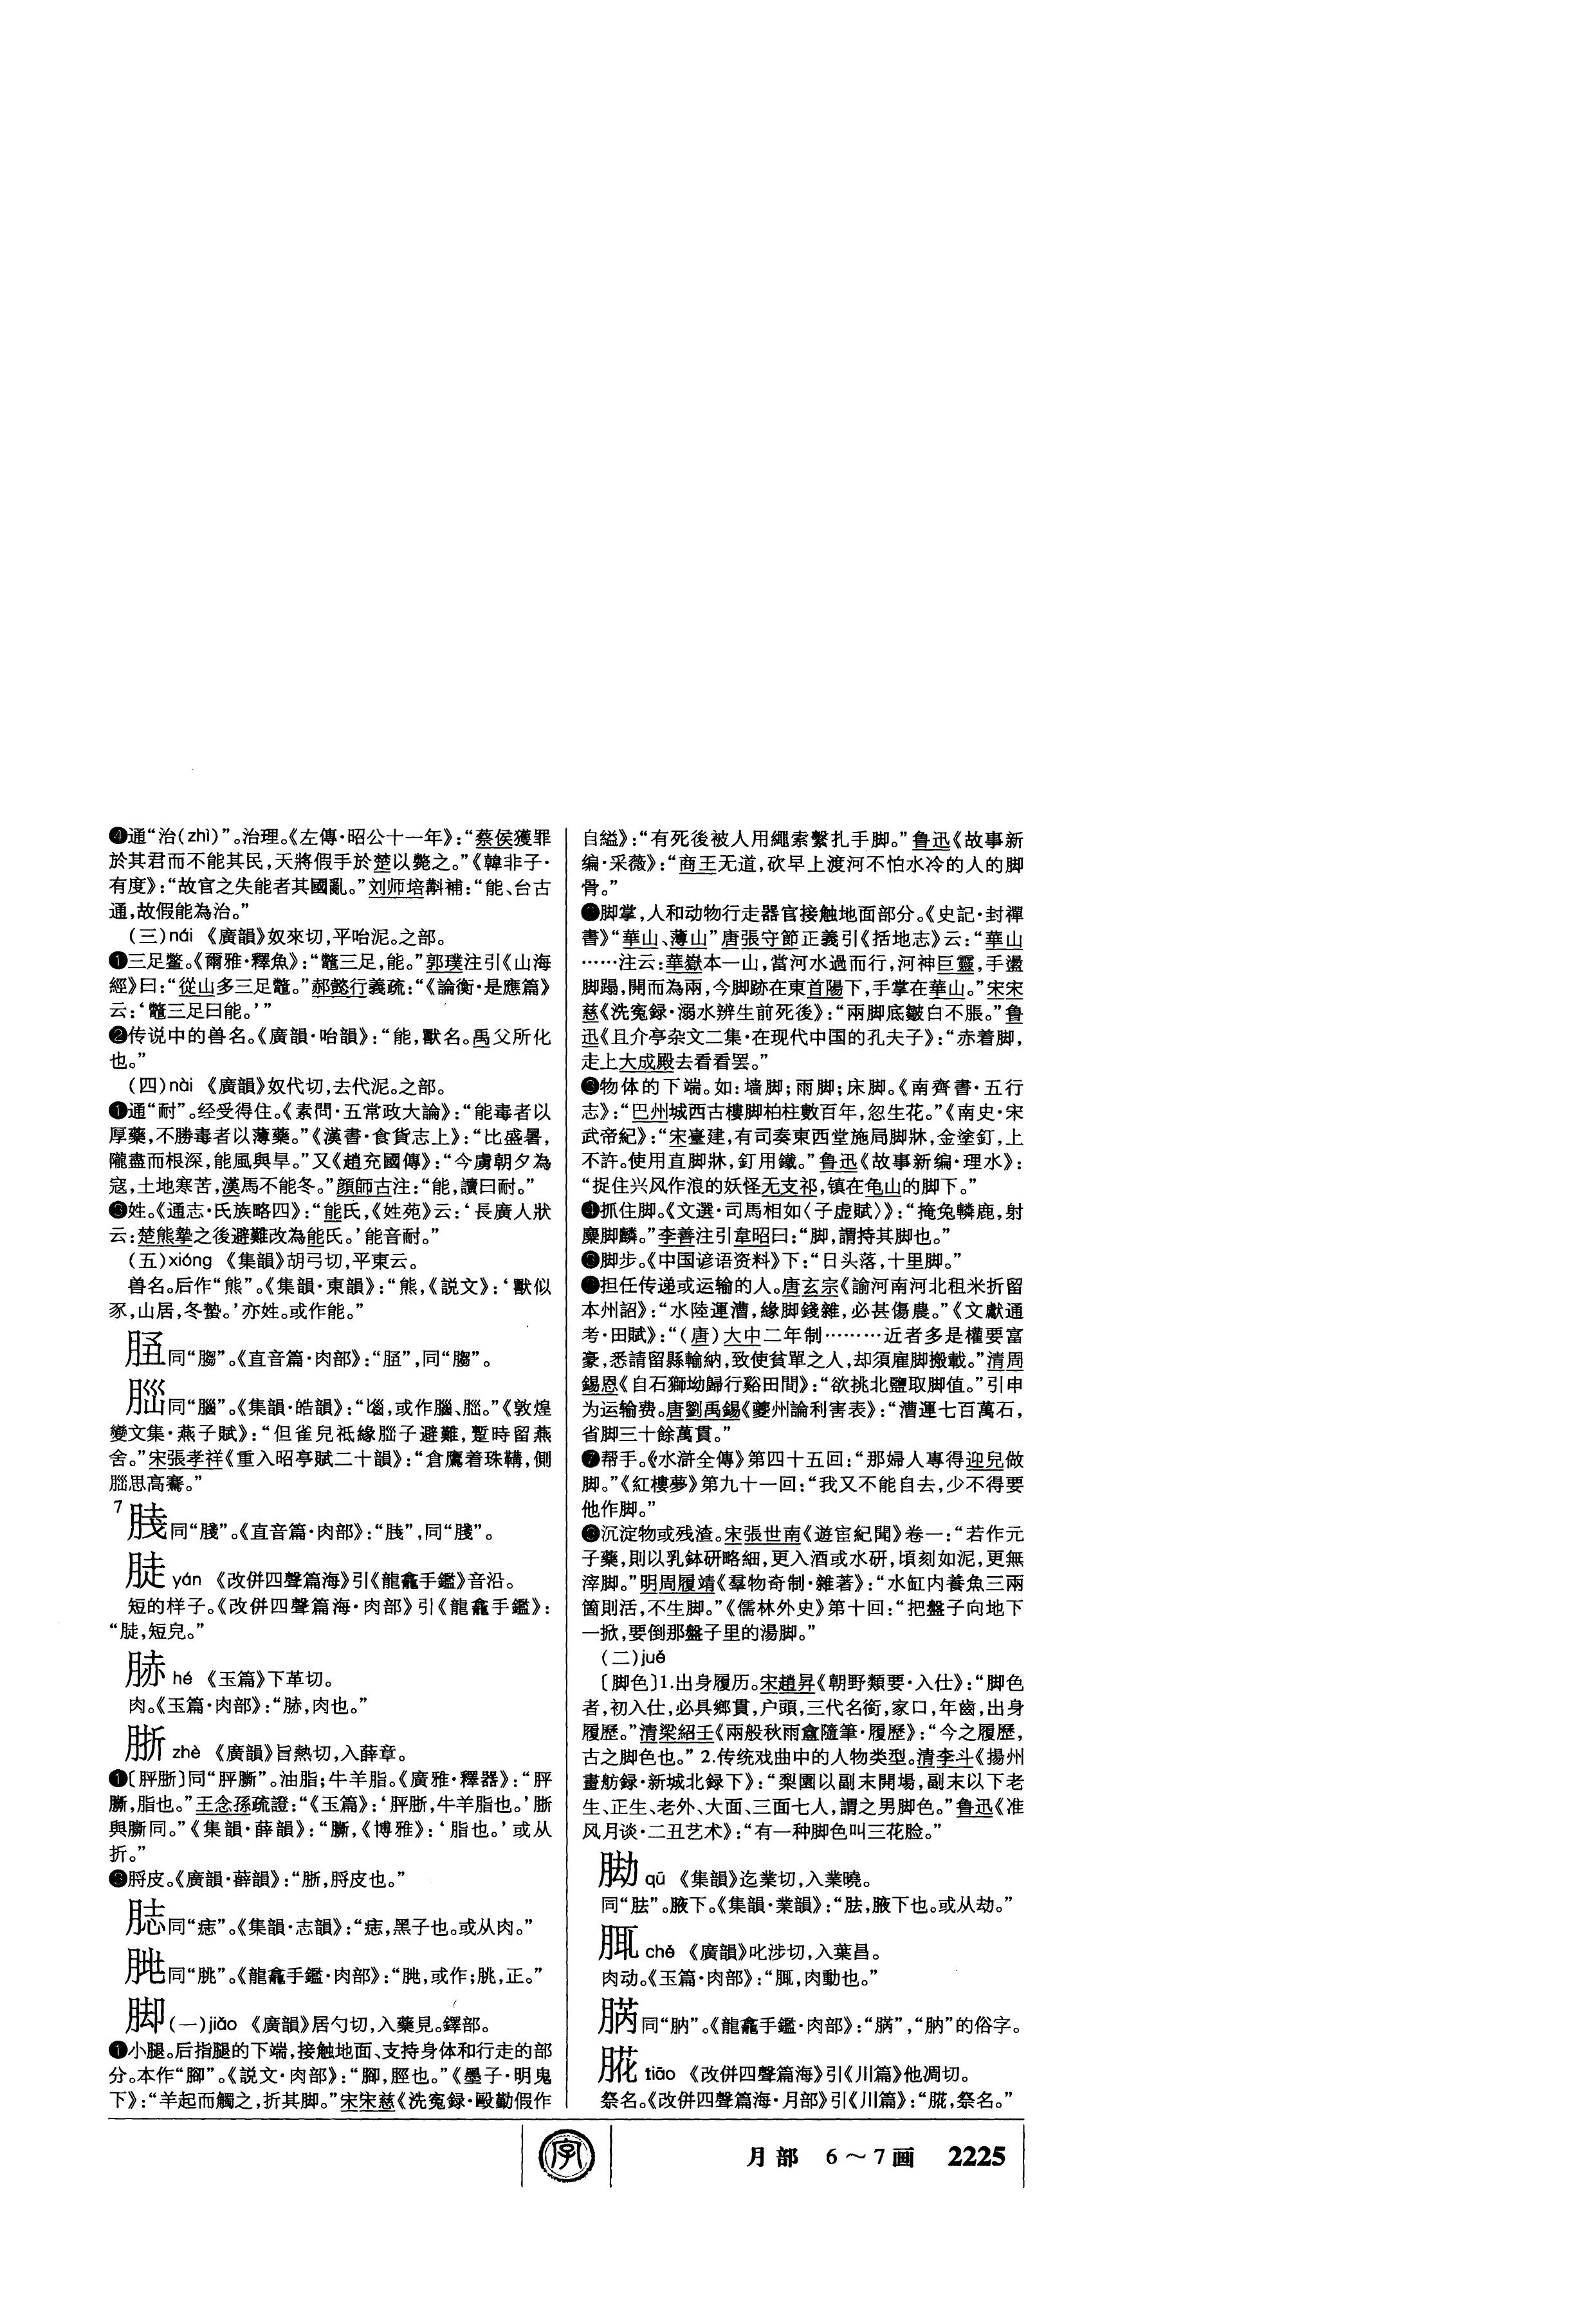 ❹通“治(zhì)”。治理。《左傳·昭公十一年》：“蔡侯獲罪
於其君而不能其民，天將假手於楚以斃之。”《韓非子·
有度》：“故官之失能者其國亂。”刘师培斠補：“能、台古
通，故假能為治。”
(三)nái 《廣韻》奴來切，平咍泥。之部。
❶三足鳖。《爾雅·釋魚》：“鼈三足，能。”郭璞注引《山海
經》曰：“從山多三足鼈。”郝懿行義疏：“《論衡·是應篇》
云：‘鼈三足曰能。’”
❷传说中的兽名。《廣韻·咍韻》：“能，獸名。禹父所化
也。”
(四)nài 《廣韻》奴代切，去代泥。之部。
❶通“耐”。经受得住。《素問·五常政大論》：“能毒者以
厚藥，不勝毒者以薄藥。”《漢書·食貨志上》：“比盛暑，
隴盡而根深，能風與旱。”又《趙充國傳》：“今虜朝夕為
寇，土地寒苦，漢馬不能冬。”顔師古注：“能，讀曰耐。”
❸姓。《通志·氏族略四》：“能氏，《姓苑》云：‘長廣人狀
云：楚熊摯之後避難改為能氏。’能音耐。”
(五)xióng 《集韻》胡弓切，平東云。
兽名。后作“熊”。《集韻·東韻》：“熊，《説文》：‘獸似
豕，山居，冬蟄。’亦姓。或作能。”
同“臅”。《直音篇·肉部》：“”，同“臅”。
𦛁同“腦”。《集韻·皓韻》：“𡿺，或作腦、𦛁。”《敦煌
變文集·燕子賦》：“但雀兒衹緣𦛁子避難，蹔時留燕
舍。”宋張孝祥《重入昭亭賦二十韻》：“倉鷹着珠鞲，側
𦛁思高騫。”
7
同“腅”。《直音篇·肉部》：“”，同“腅”。
yán 《改併四聲篇海》引《龍龕手鑑》音沿。
短的样子。《改併四聲篇海·肉部》引《龍龕手鑑》：
“，短皃。”
hé 《玉篇》下革切。
肉。《玉篇·肉部》：“，肉也。”
zhè 《廣韻》旨熱切，入薛章。
❶〔〕同“”。油脂；牛羊脂。《廣雅·釋器》：“
，脂也。”王念孫疏證：“《玉篇》：‘，牛羊脂也。’
與同。”《集韻·薛韻》：“，《博雅》：‘脂也。’或从
折。”
❷脟皮。《廣韻·薛韻》：“，脟皮也。”
同“痣”。《集韻·志韻》：“痣，黑子也。或从肉。”
同“脁”。《龍龕手鑑·肉部》：“，或作；脁，正。”
脚(一)jiǎo 《廣韻》居勺切，入藥見。鐸部。
❶小腿。后指腿的下端，接触地面、支持身体和行走的部
分。本作“腳”。《説文·肉部》：“腳，脛也。”《墨子·明鬼
下》：“羊起而觸之，折其脚。”宋宋慈《洗寃録·毆勒假作
自縊》：“有死後被人用繩索繫扎手脚。”鲁迅《故事新
编·采薇》：“商王无道，砍早上渡河不怕水冷的人的脚
骨。”
❷脚掌，人和动物行走器官接触地面部分。《史記·封禪
書》“華山、薄山”唐張守節正義引《括地志》云：“華山
……注云：華嶽本一山，當河水過而行，河神巨靈，手盪
脚蹋，開而為兩，今脚跡在東首陽下，手掌在華山。”宋宋
慈《洗寃録·溺水辨生前死後》：“兩脚底皺白不脹。”鲁
迅《且介亭杂文二集·在现代中国的孔夫子》：“赤着脚，
走上大成殿去看看罢。”
❸物体的下端。如：墙脚；雨脚；床脚。《南齊書·五行
志》：“巴州城西古樓脚柏柱數百年，忽生花。”《南史·宋
武帝紀》：“宋臺建，有司奏東西堂施局脚牀，金塗釘，上
不許。使用直脚牀，釘用鐵。”鲁迅《故事新编·理水》：
“捉住兴风作浪的妖怪无支祁，镇在龟山的脚下。”
❹抓住脚。《文選·司馬相如〈子虚賦〉》：“掩兔轔鹿，射
麋脚麟。”李善注引韋昭曰：“脚，謂持其脚也。”
❺脚步。《中国谚语资料》下：“日头落，十里脚。”
❻担任传递或运输的人。唐玄宗《諭河南河北租米折留
本州詔》：“水陸運漕，緣脚錢雜，必甚傷農。”《文獻通
考·田賦》：“(唐)大中二年制………近者多是權要富
豪，悉請留縣輸納，致使貧單之人，却須雇脚搬載。”清周
錫恩《自石獅坳歸行谿田間》：“欲挑北鹽取脚值。”引申
为运输费。唐劉禹錫《夔州論利害表》：“漕運七百萬石，
省脚三十餘萬貫。”
❼帮手。《水滸全傳》第四十五回：“那婦人專得迎兒做
脚。”《紅樓夢》第九十一回：“我又不能自去，少不得要
他作脚。”
❽沉淀物或残渣。宋張世南《遊宦紀聞》卷一：“若作元
子藥，則以乳鉢研略細，更入酒或水研，頃刻如泥，更無
滓脚。”明周履靖《羣物奇制·雜著》：“水缸内養魚三兩
箇則活，不生脚。”《儒林外史》第十回：“把盤子向地下
一掀，要倒那盤子里的湯脚。”
(二)jué
〔脚色〕1.出身履历。宋趙昇《朝野類要·入仕》：“脚色
者，初入仕，必具鄉貫，户頭，三代名銜，家口，年齒，出身
履歷。”清梁紹壬《兩般秋雨盦隨筆·履歷》：“今之履歷，
古之脚色也。” 2.传统戏曲中的人物类型。清李斗《揚州
畫舫録·新城北録下》：“梨園以副末開場，副末以下老
生、正生、老外、大面、三面七人，謂之男脚色。”鲁迅《准
风月谈·二丑艺术》：“有一种脚色叫三花脸。”
qū 《集韻》迄業切，入業曉。
同“胠”。腋下。《集韻·業韻》：“胠，腋下也。或从劫。”
chè 《廣韻》叱涉切，入葉昌。
肉动。《玉篇·肉部》：“，肉動也。”
同“肭”。《龍龕手鑑·肉部》：“”，“肭”的俗字。
tiāo 《改併四聲篇海》引《川篇》他凋切。
祭名。《改併四聲篇海·月部》引《川篇》：“，祭名。”
字
月部 6～7画 2225